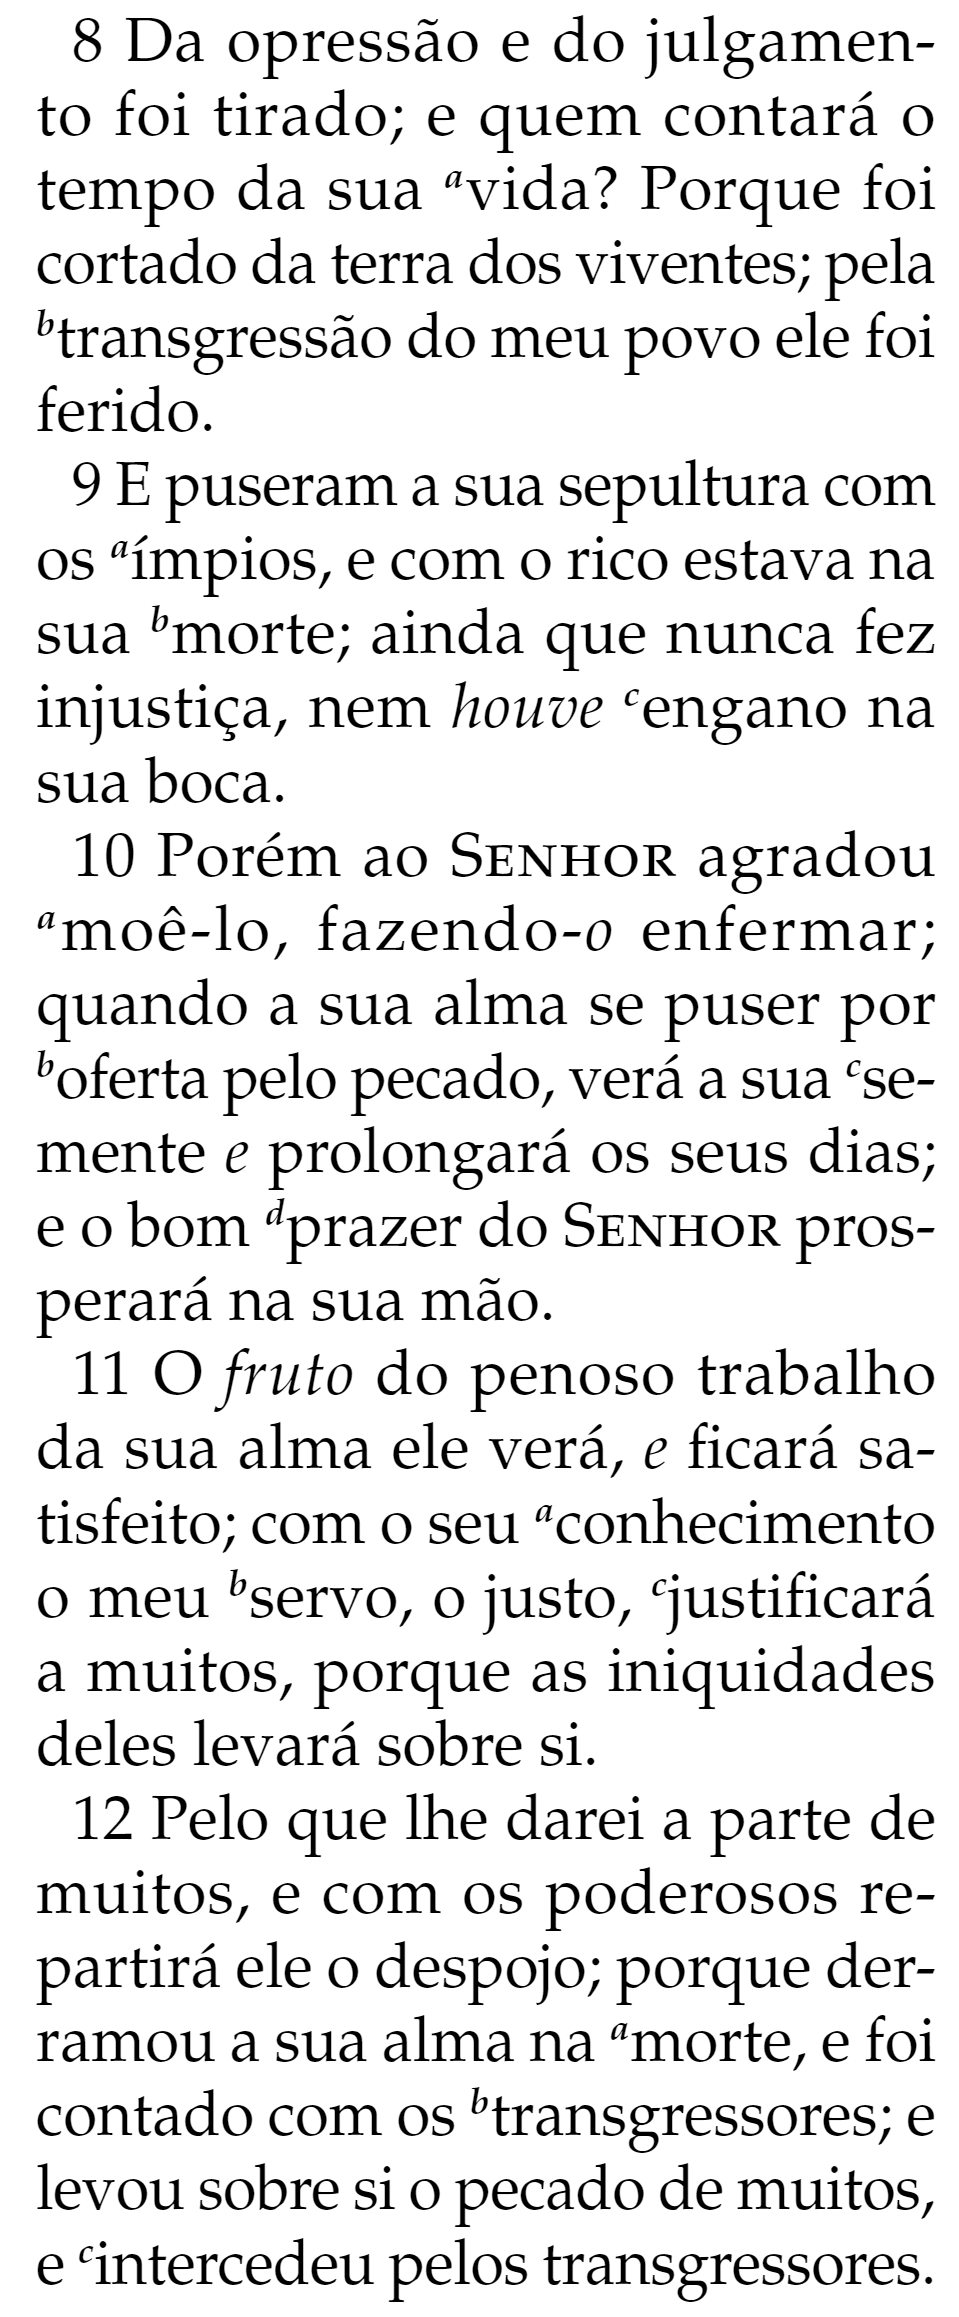 8 Da opressão e do julgamen-
to foi tirado; e quem contará o
tempo da sua ᵃvida? Porque foi
cortado da terra dos viventes; pela
ᵇtransgressão do meu povo ele foi
ferido.
9 E puseram a sua sepultura com
os ᵃímpios, e com o rico estava na
sua ᵇmorte; ainda que nunca fez
injustiça, nem houve ᶜengano na
sua boca.
10 Porém ao SENHOR agradou
ᵃmoê-lo, fazendo-o enfermar;
quando a sua alma se puser por
ᵇoferta pelo pecado, verá a sua ᶜse-
mente e prolongará os seus dias;
e o bom ᵈprazer do SENHOR pros-
perará na sua mão.
11 O fruto do penoso trabalho
da sua alma ele verá, e ficará sa-
tisfeito; com o seu ᵃconhecimento
o meu ᵇservo, o justo, ᶜjustificará
a muitos, porque as iniquidades
deles levará sobre si.
12 Pelo que lhe darei a parte de
muitos, e com os poderosos re-
partirá ele o despojo; porque der-
ramou a sua alma na ᵃmorte, e foi
contado com os ᵇtransgressores; e
levou sobre si o pecado de muitos,
e ᶜintercedeu pelos transgressores.